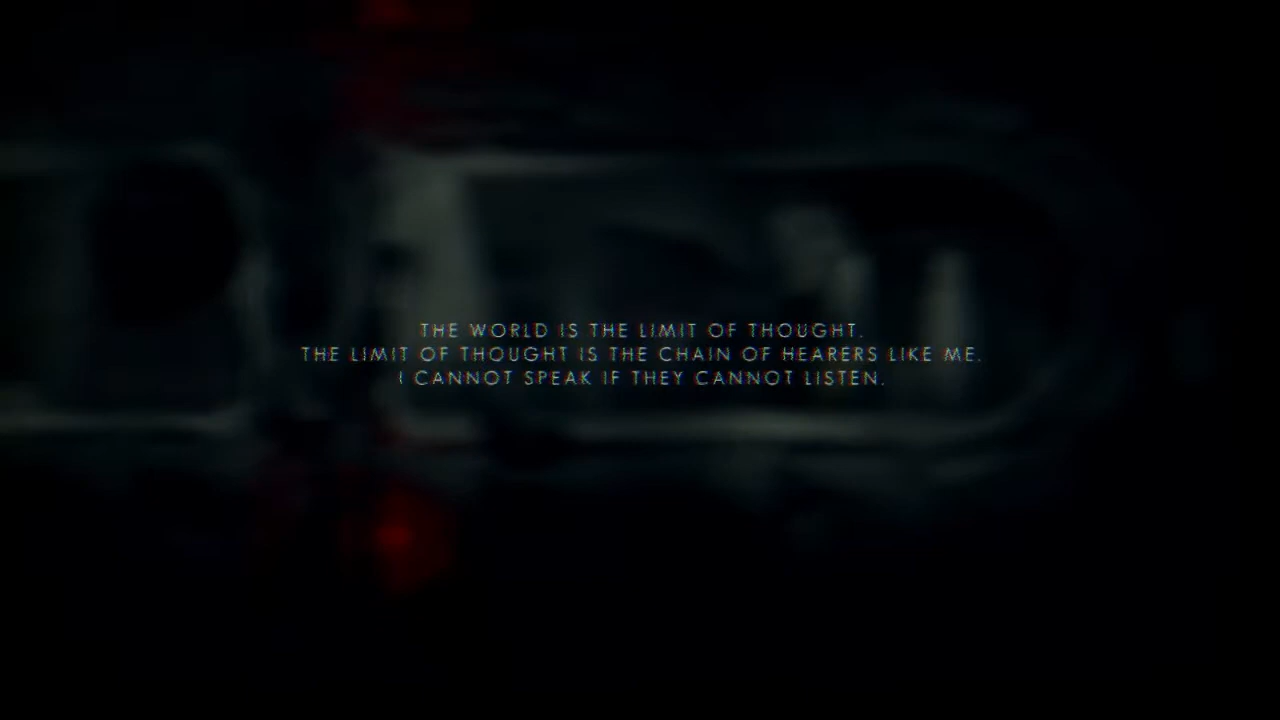 THE WORLD IS THE LIMIT OF THOUGHT.
THE LIMIT OF THOUGHT IS THE CHAIN OF HEARERS LIKE ME.
I CANNOT SPEAK IF THEY CANNOT LISTEN.